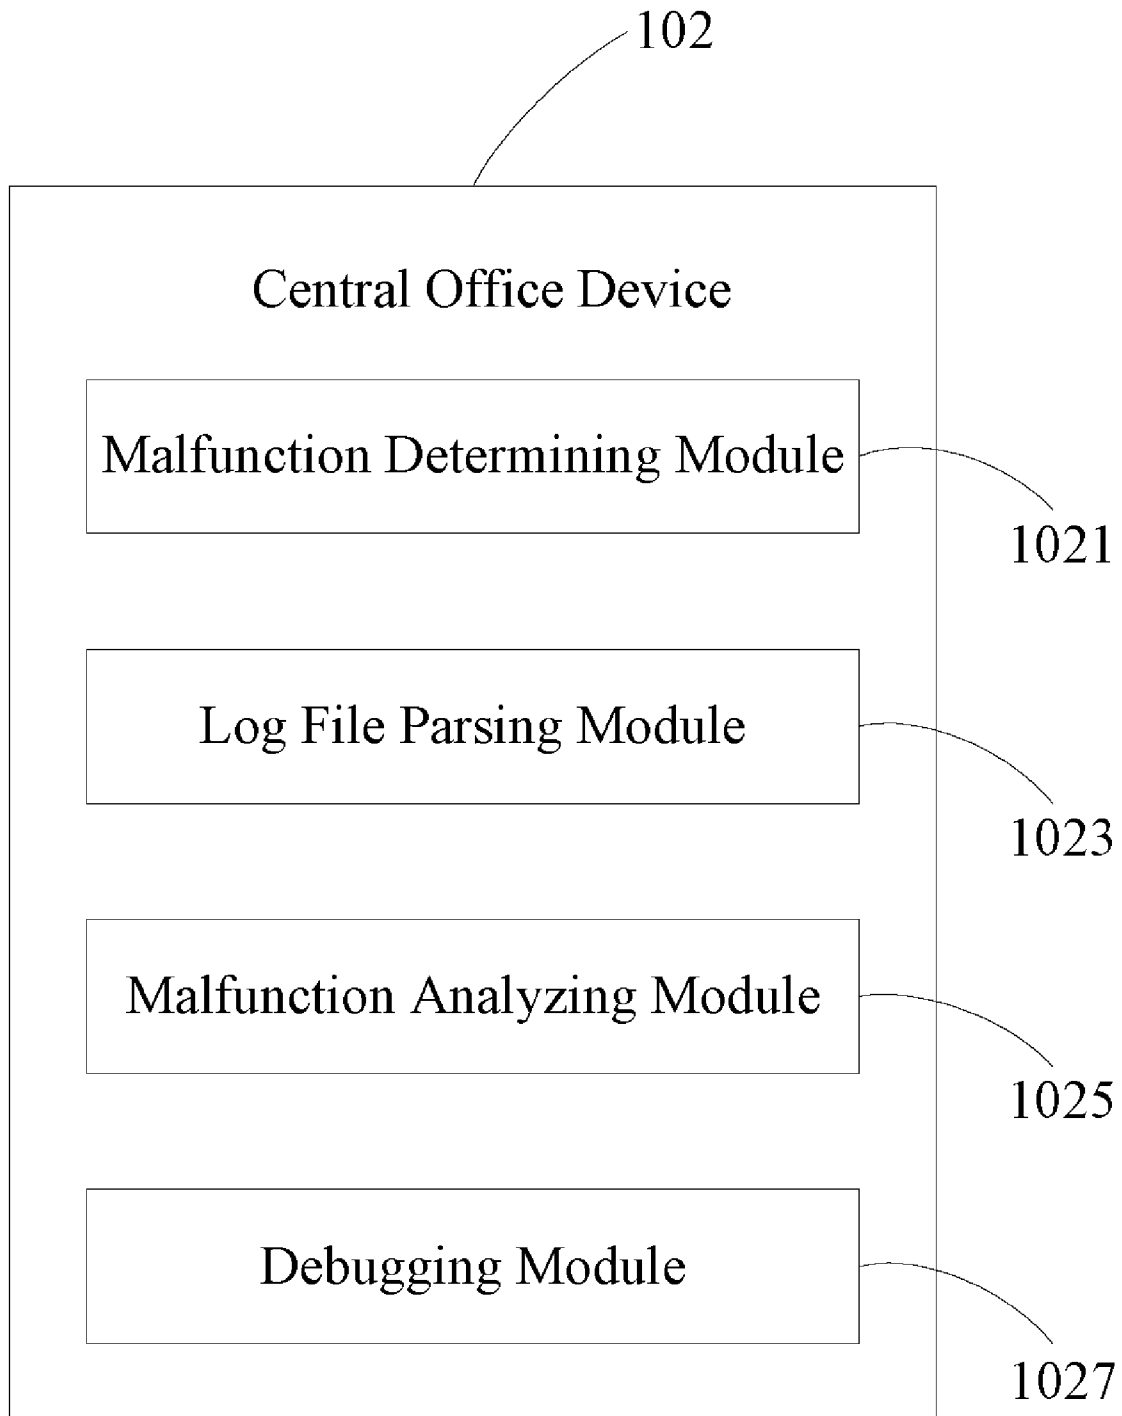 102
Central Office Device
Malfunction Determining Module
1021
Log File Parsing Module
1023
Malfunction Analyzing Module
1025
Debugging Module
1027